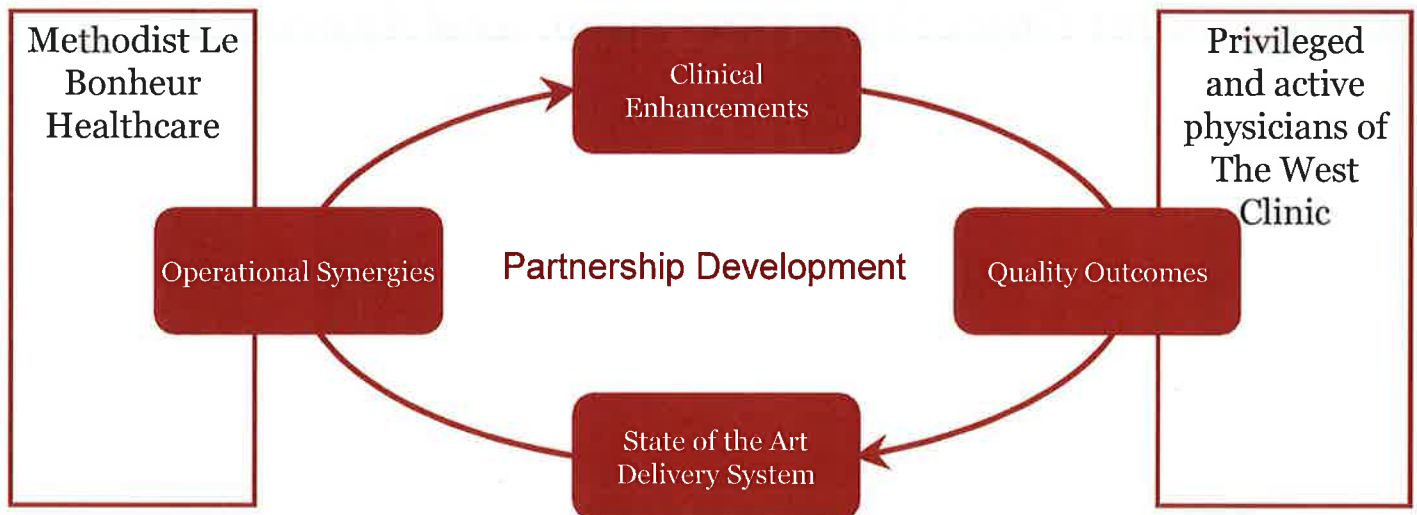 Methodist Le
Bonheur
Healthcare
Clinical
Enhancements
Privileged
and active
physicians of
The West
Clinic
Operational Synergies
Partnership Development
Quality Outcomes
State of the Art
Delivery System